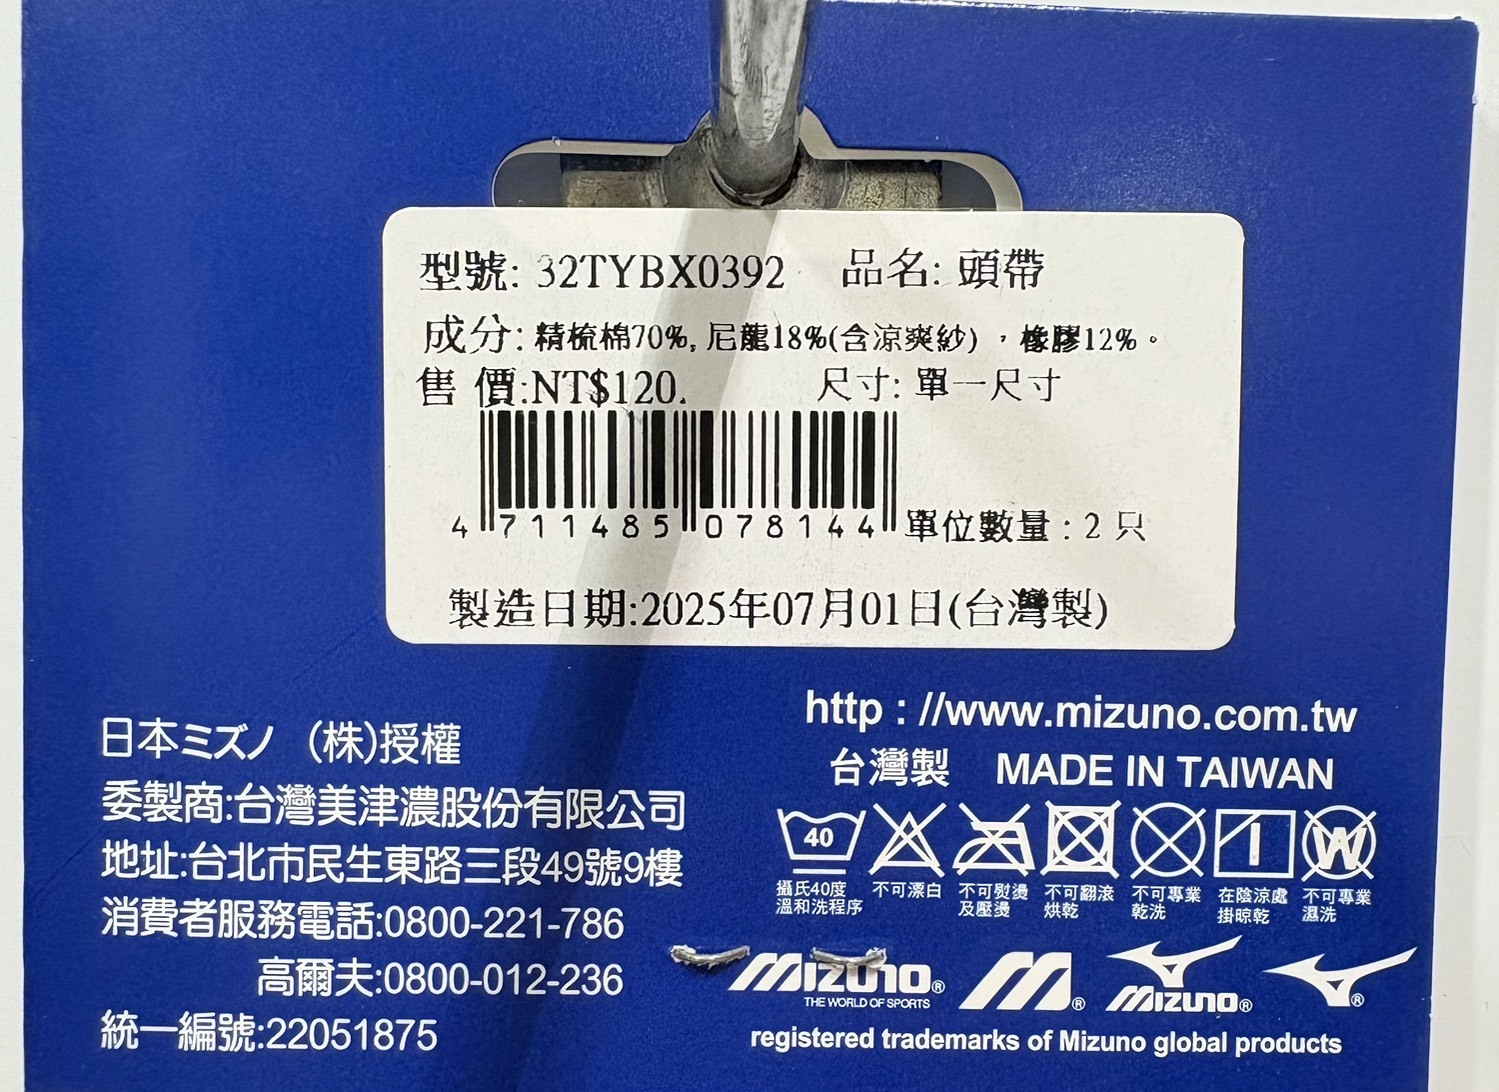 型號: 32TYBX0392 品名: 頭帶
成分: 精梳棉70%, 尼龍18%(含涼爽紗),橡膠12%。
售 價:NT$120. 尺寸: 單一尺寸
4 711485 078144 單位數量:2 只
製造日期:2025年07月01日(台灣製)
日本ミズノ (株)授權
委製商:台灣美津濃股份有限公司
地址:台北市民生東路三段49號9樓
消費者服務電話:0800-221-786
高爾夫:0800-012-236
統一編號:22051875
http : //www.mizuno.com.tw
台灣製 MADE IN TAIWAN
40
W
攝氏40度
溫和洗程序
不可漂白
不可熨燙
及壓燙
不可翻滾
烘乾
不可專業
乾洗
在陰涼處
掛晾乾
不可專業
濕洗
MIZUNO®
THE WORLD OF SPORTS
M®
MIZUNO®
®
registered trademarks of Mizuno global products